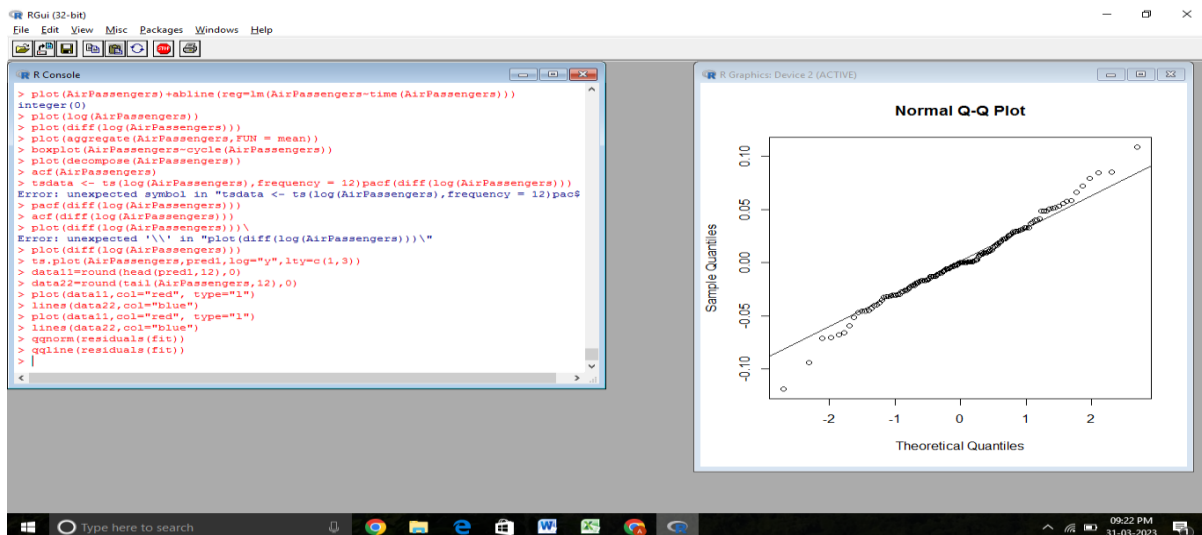 RGui (32-bit)
File Edit View Misc Packages Windows Help
STOP
R Console
> plot(AirPassengers)+abline(reg=lm(AirPassengers~time(AirPassengers)))
integer(0)
> plot(log(AirPassengers))
> plot(diff(log(AirPassengers)))
> plot(aggregate(AirPassengers,FUN = mean))
> boxplot(AirPassengers~cycle(AirPassengers))
> plot(decompose(AirPassengers))
> acf(AirPassengers)
> tsdata <- ts(log(AirPassengers),frequency = 12)pacf(diff(log(AirPassengers)))
Error: unexpected symbol in "tsdata <- ts(log(AirPassengers),frequency = 12)pac$
> pacf(diff(log(AirPassengers)))
> acf(diff(log(AirPassengers)))
> plot(diff(log(AirPassengers)))\
Error: unexpected '\\' in "plot(diff(log(AirPassengers)))\"
> plot(diff(log(AirPassengers)))
> ts.plot(AirPassengers,pred1,log="y",lty=c(1,3))
> data11=round(head(pred1,12),0)
> data22=round(tail(AirPassengers,12),0)
> plot(data11,col="red", type="l")
> lines(data22,col="blue")
> plot(data11,col="red", type="l")
> lines(data22,col="blue")
> qqnorm(residuals(fit))
> qqline(residuals(fit))
>
R Graphics: Device 2 (ACTIVE)
Normal Q-Q Plot
Sample Quantiles
0.10
0.05
0.00
-0.05
-0.10
-2 -1 0 1 2
Theoretical Quantiles
Type here to search
09:22 PM
31-03-2023